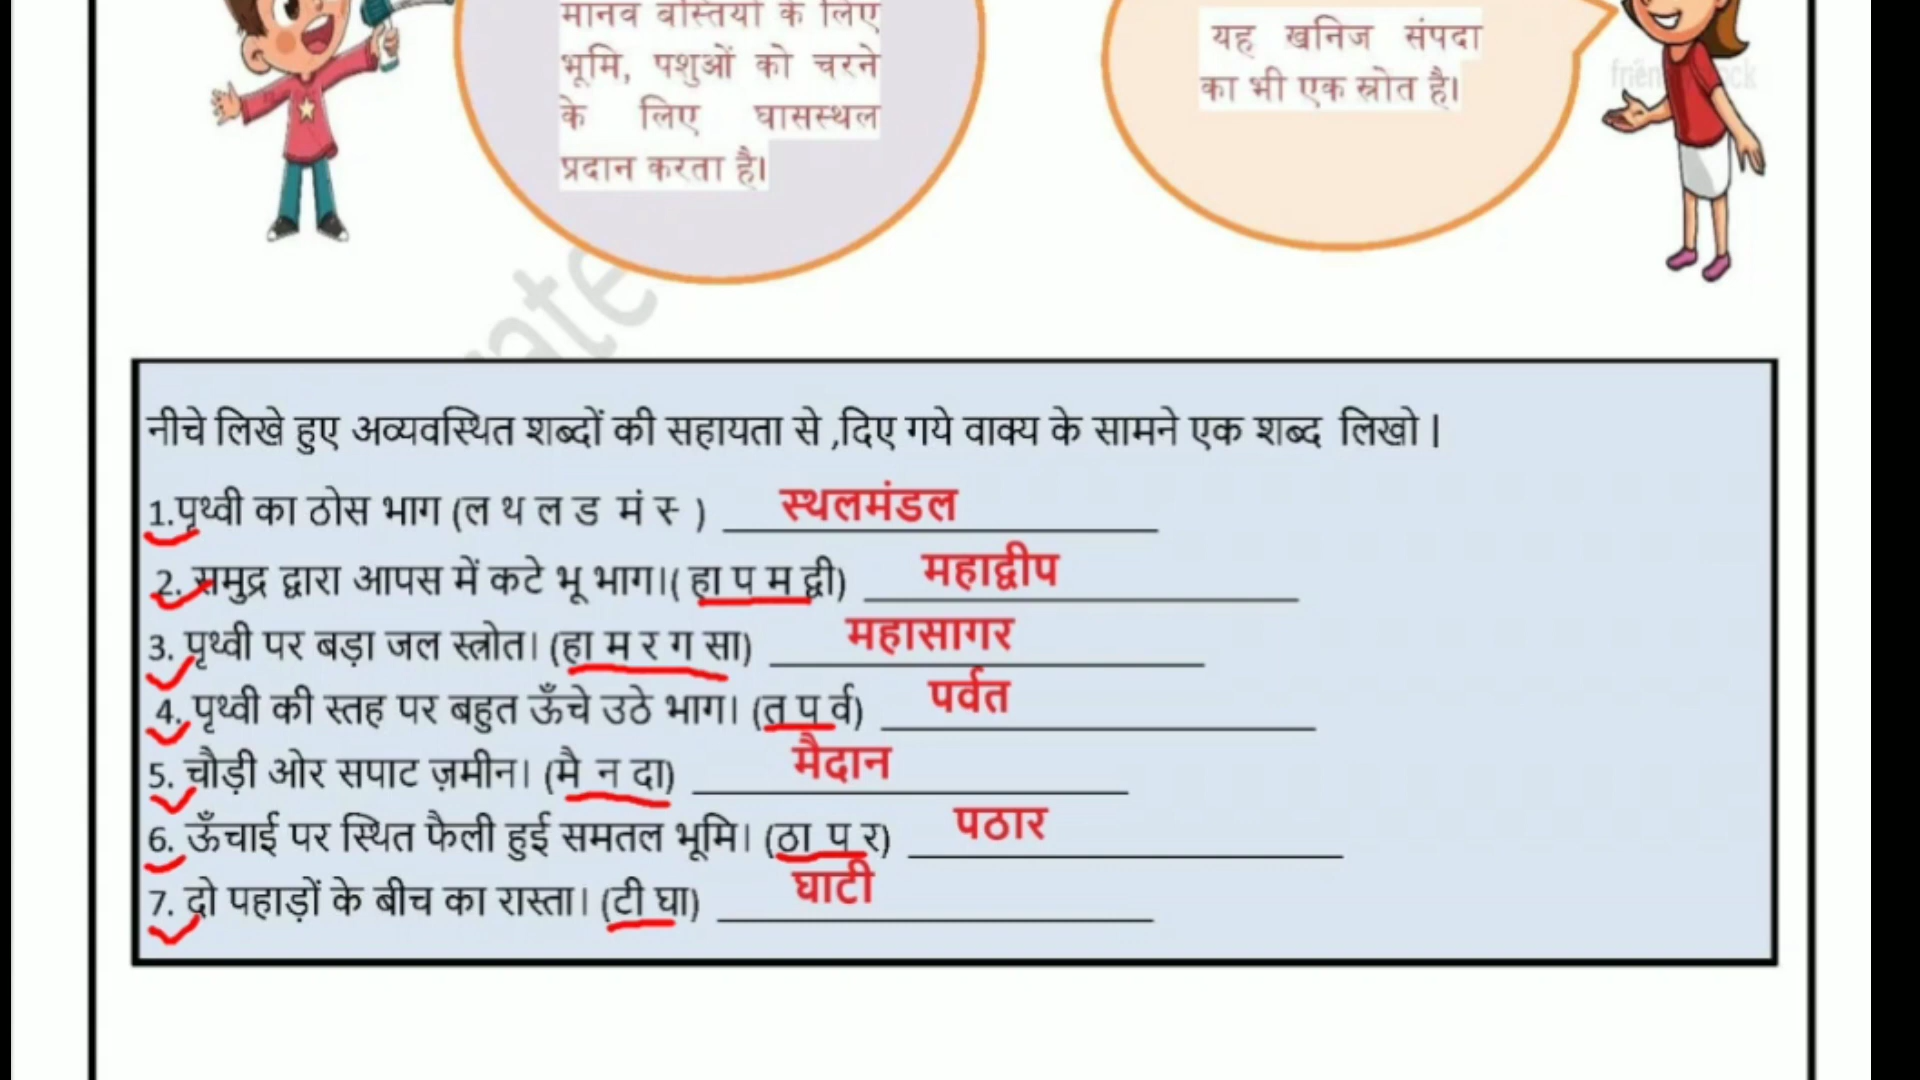 मानव बस्तियों के लिए
भूमि, पशुओं को चरने
के लिए घासस्थल
प्रदान करता है।
यह खनिज संपदा
का भी एक स्रोत है।
नीचे लिखे हुए अव्यवस्थित शब्दों की सहायता से ,दिए गये वाक्य के सामने एक शब्द लिखो |
1.पृथ्वी का ठोस भाग (ल थ ल ड मं स् ) स्थलमंडल
2. समुद्र द्वारा आपस में कटे भू भाग।( हा प म द्वी) महाद्वीप
3. पृथ्वी पर बड़ा जल स्त्रोत। (हा म र ग सा) महासागर
4. पृथ्वी की स्तह पर बहुत ऊँचे उठे भाग। (त प र्व) पर्वत
5. चौड़ी ओर सपाट ज़मीन। (मै न दा) मैदान
6. ऊँचाई पर स्थित फैली हुई समतल भूमि। (ठा प र) पठार
7. दो पहाड़ों के बीच का रास्ता। (टी घा) घाटी